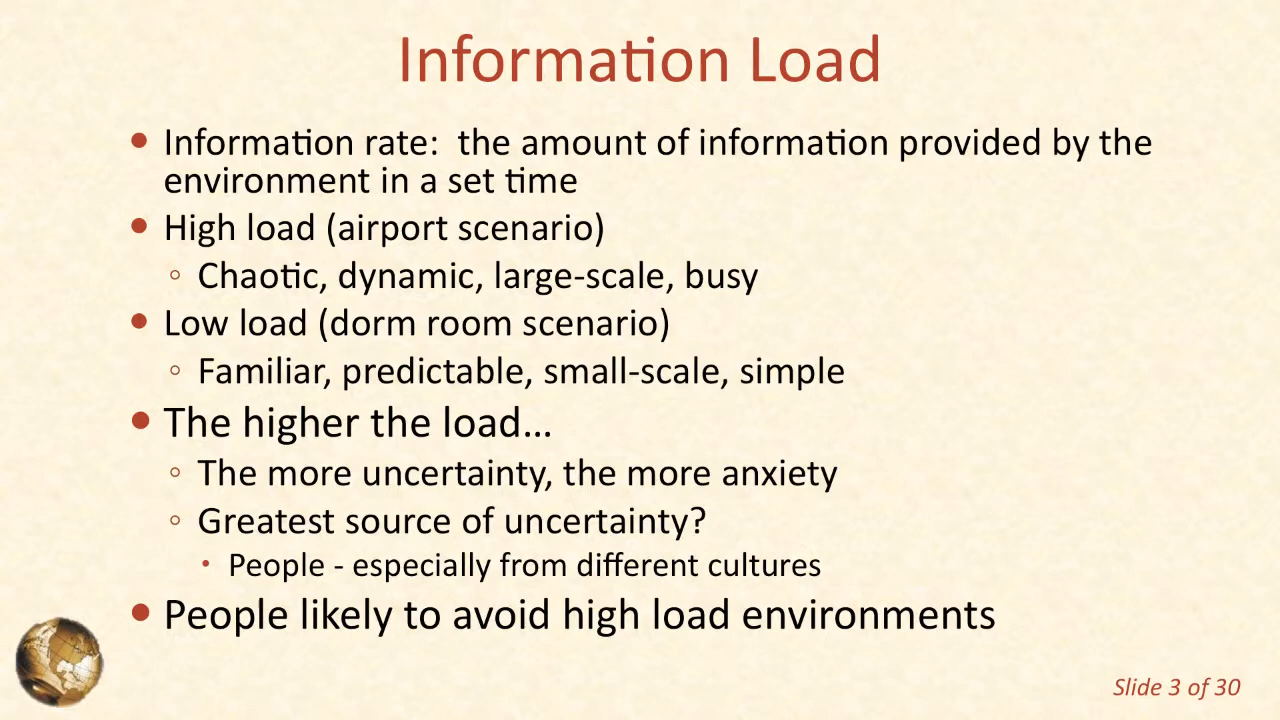 Information Load
• Information rate:  the amount of information provided by the
environment in a set time
• High load (airport scenario)
◦ Chaotic, dynamic, large-scale, busy
• Low load (dorm room scenario)
◦ Familiar, predictable, small-scale, simple
• The higher the load…
◦ The more uncertainty, the more anxiety
◦ Greatest source of uncertainty?
• People - especially from different cultures
• People likely to avoid high load environments
Slide 3 of 30